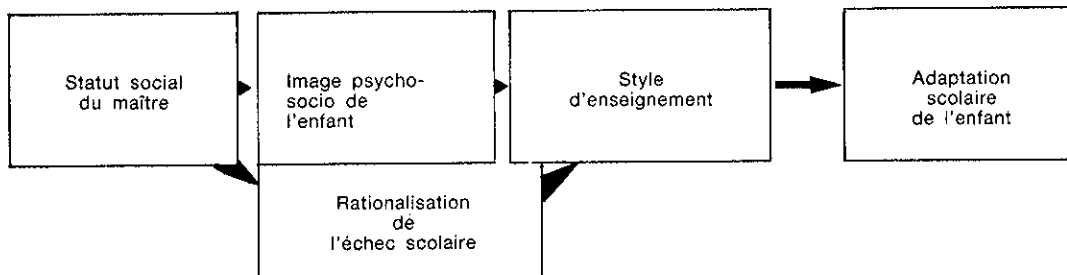 Statut social
du maître
Image psycho-
socio de
l'enfant
Style
d'enseignement
Adaptation
scolaire
de l'enfant
Rationalisation
de
l'échec scolaire